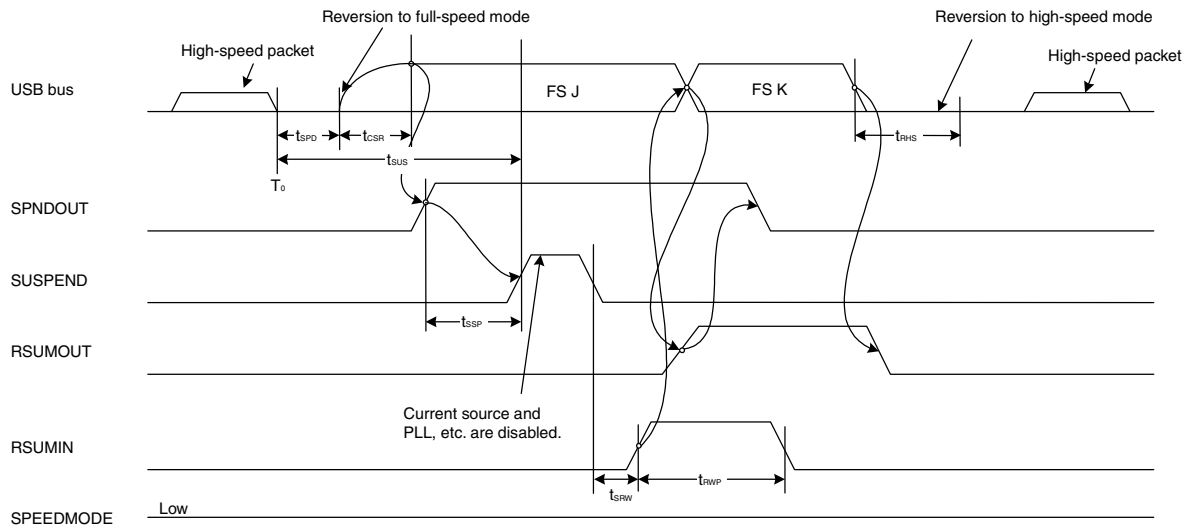 Reversion to full-speed mode
Reversion to high-speed mode
High-speed packet
High-speed packet
USB bus
FS J
FS K
tSPD
tCSR
tRHS
tSUS
T0
SPNDOUT
SUSPEND
tSSP
RSUMOUT
Current source and
PLL, etc. are disabled.
RSUMIN
tSRW
tRWP
SPEEDMODE
Low